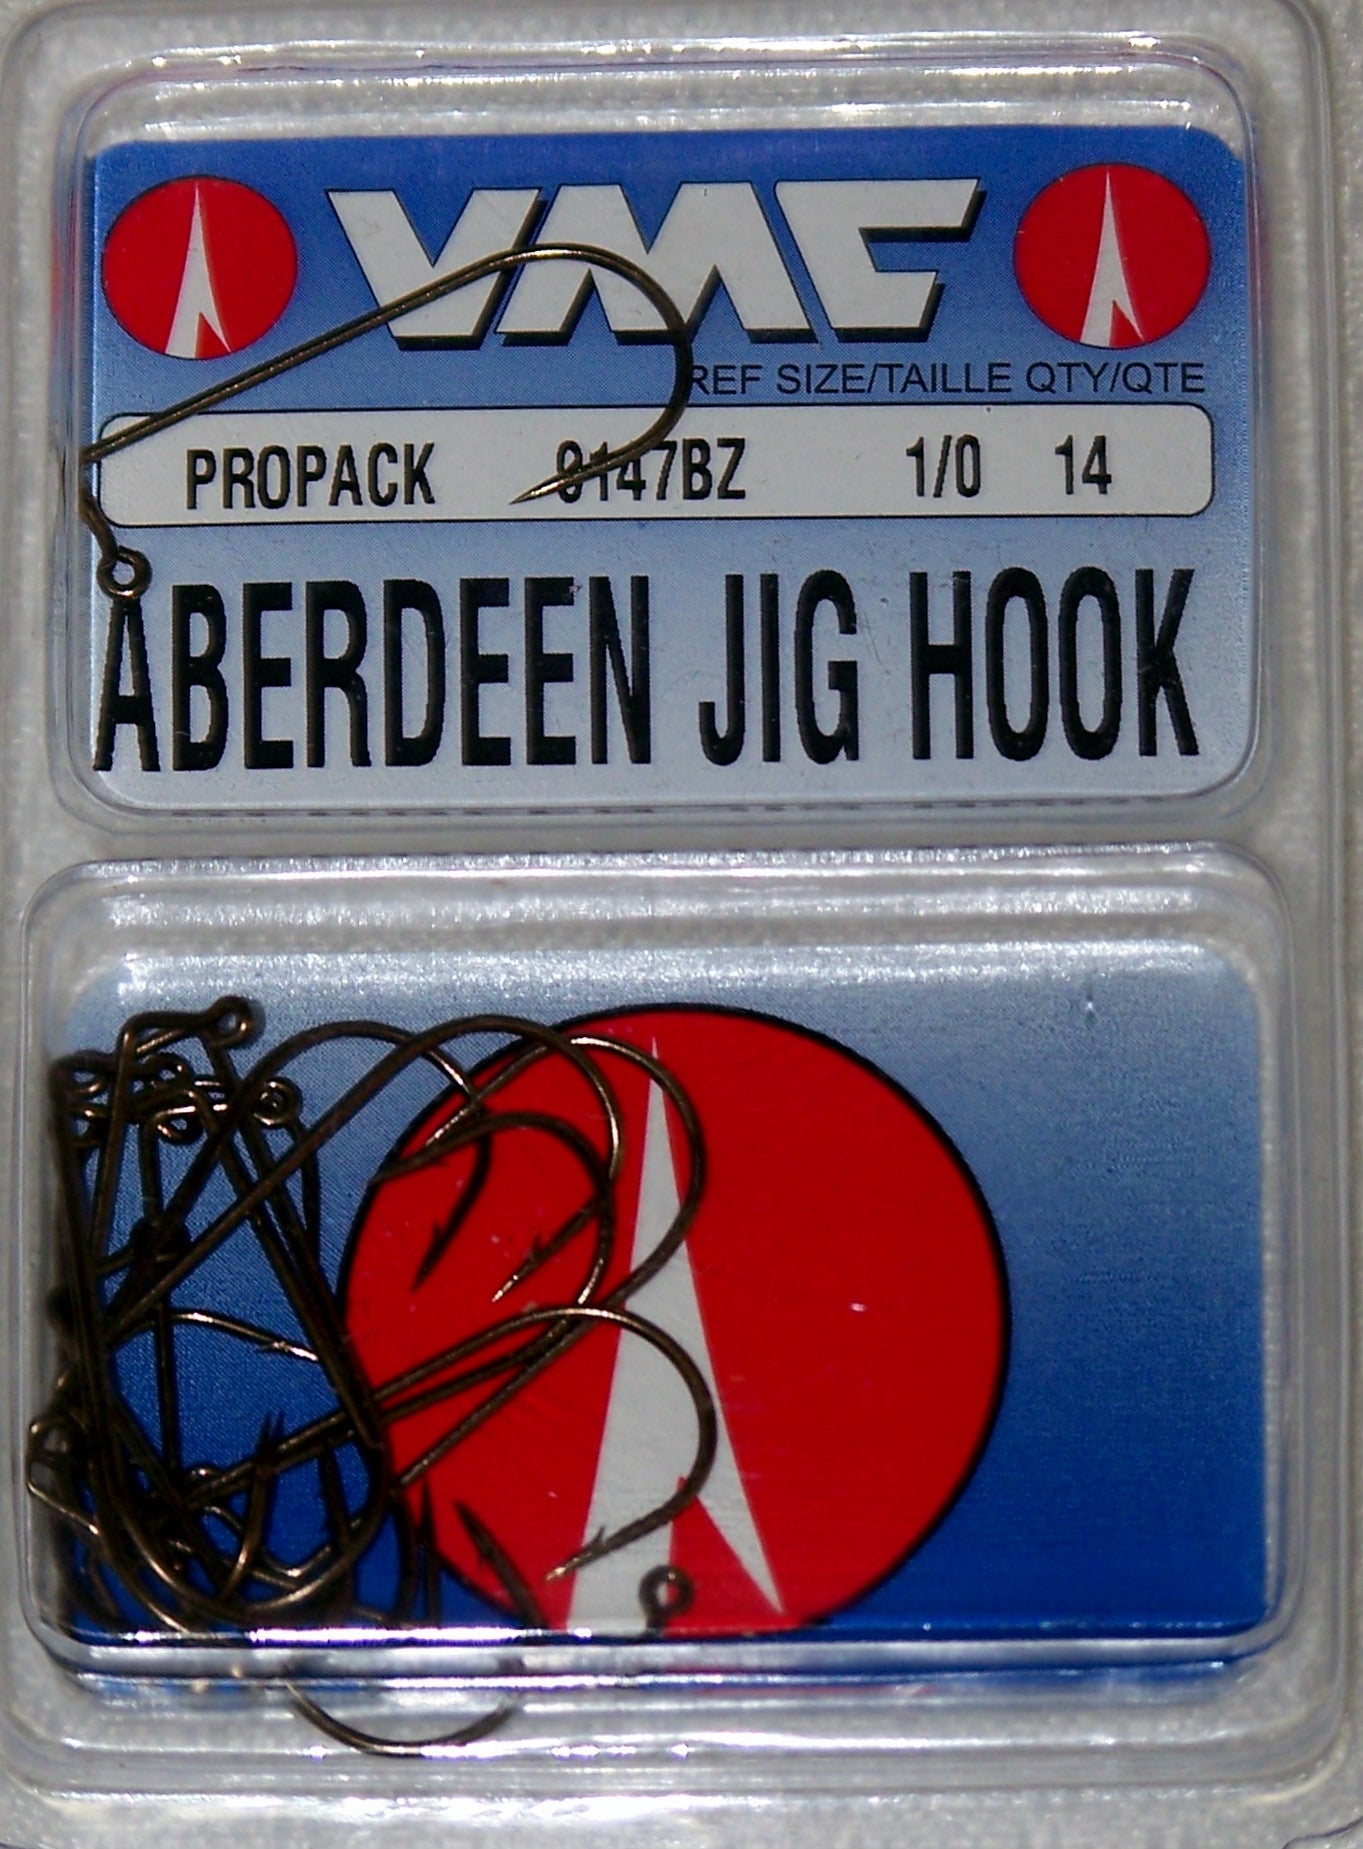 VMC
REF SIZE/TAILLE QTY/QTE
PROPACK 9147BZ 1/0 14
ABERDEEN JIG HOOK